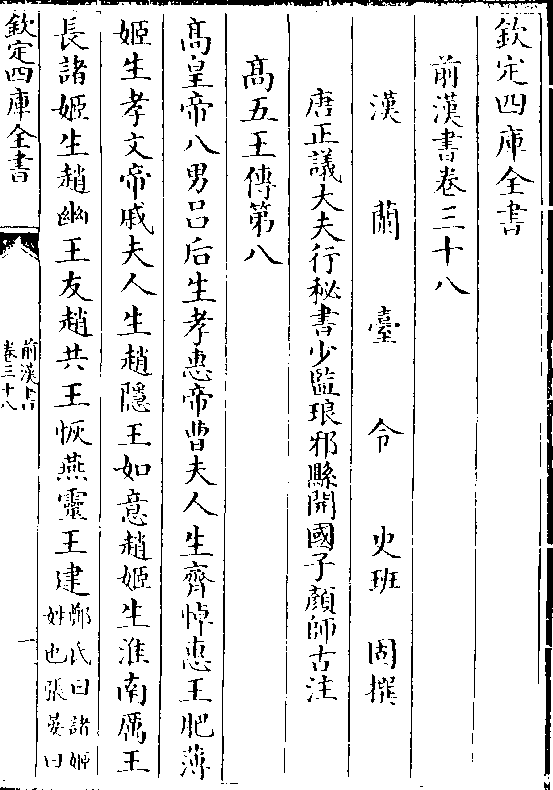 欽定四庫全書
前漢書卷三十八
漢蘭臺令史班固撰
唐正議大夫行秘書少監琅邪縣開國子顔師古注
髙五王傳第八
髙皇帝八男吕后生孝惠帝曹夫人生齊悼惠王肥薄
姬生孝文帝戚夫人生趙隱王如意趙姬生淮南厲王
長諸姬生趙幽王友趙共王恢燕靈王建鄭氏曰諸姬
姓也張晏曰
欽定四庫全書
前漢書
卷三十八
一